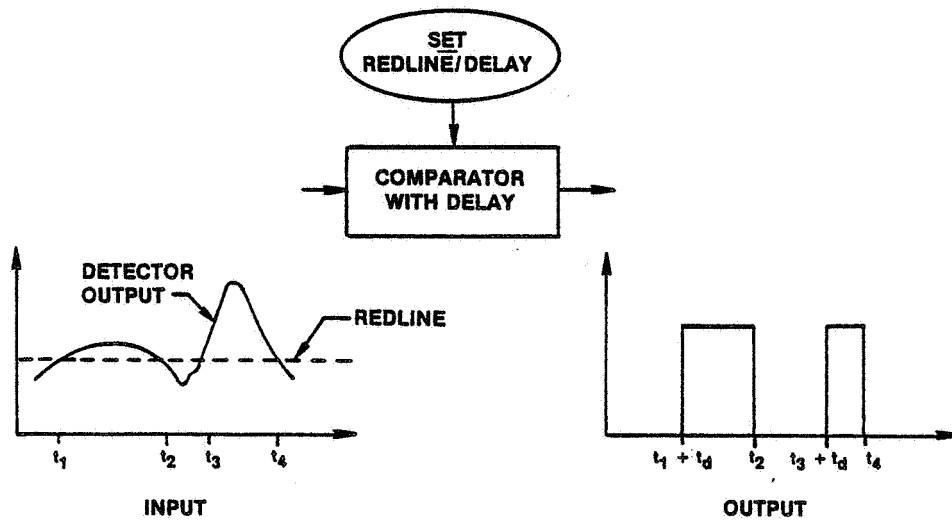 SET
REDLINE/DELAY
COMPARATOR
WITH DELAY
DETECTOR
OUTPUT
REDLINE
t1 t2 t3 t4
INPUT
t1 + td t2 t3 + td t4
OUTPUT